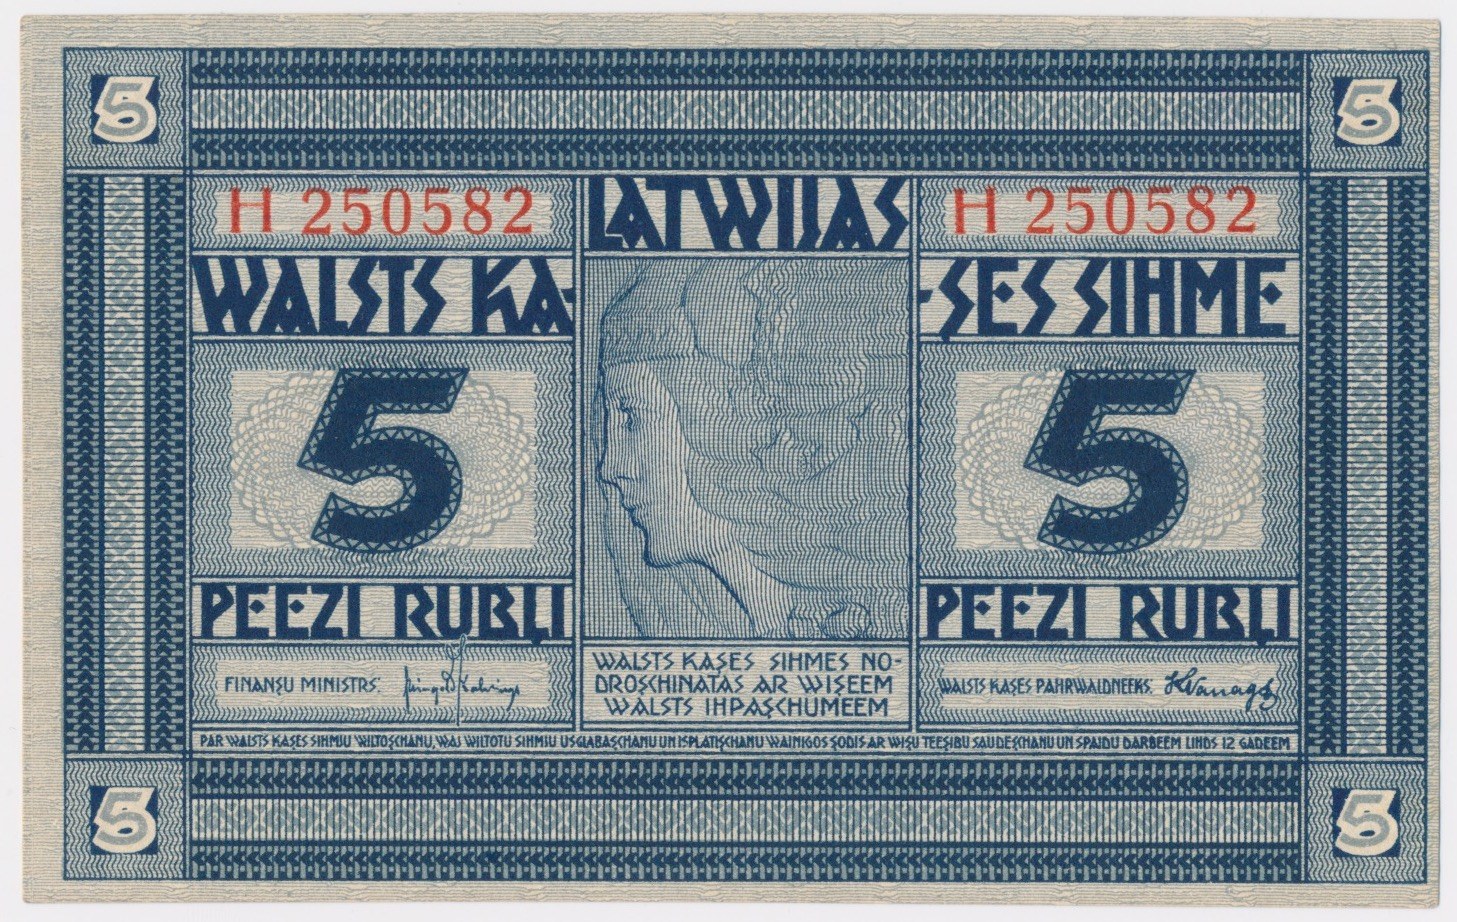 5 5
H 250582 LATWIJAS H 250582
WALSTS KA- -SES SIHME
5 5
PEEZI RUBĻI PEEZI RUBĻI
FINANSU MINISTRS:
WALSTS KASES SIHMES NO-
DROSCHINATAS AR WISEEM
WALSTS IHPASCHUMEEM
WALSTS KASES PAHRWALDNEEKS:
PAR WALSTS KASES SIHMJU WILTOSCHANU, WAJ WILTOTU SIHMJU USGLABASCHANU UN ISPLATISCHANU WAINIGOS SODIS AR WISU TEESIBU SAUDESCHANU UN SPAIDU DARBEEM LIHDS 12 GADEEM
5 5